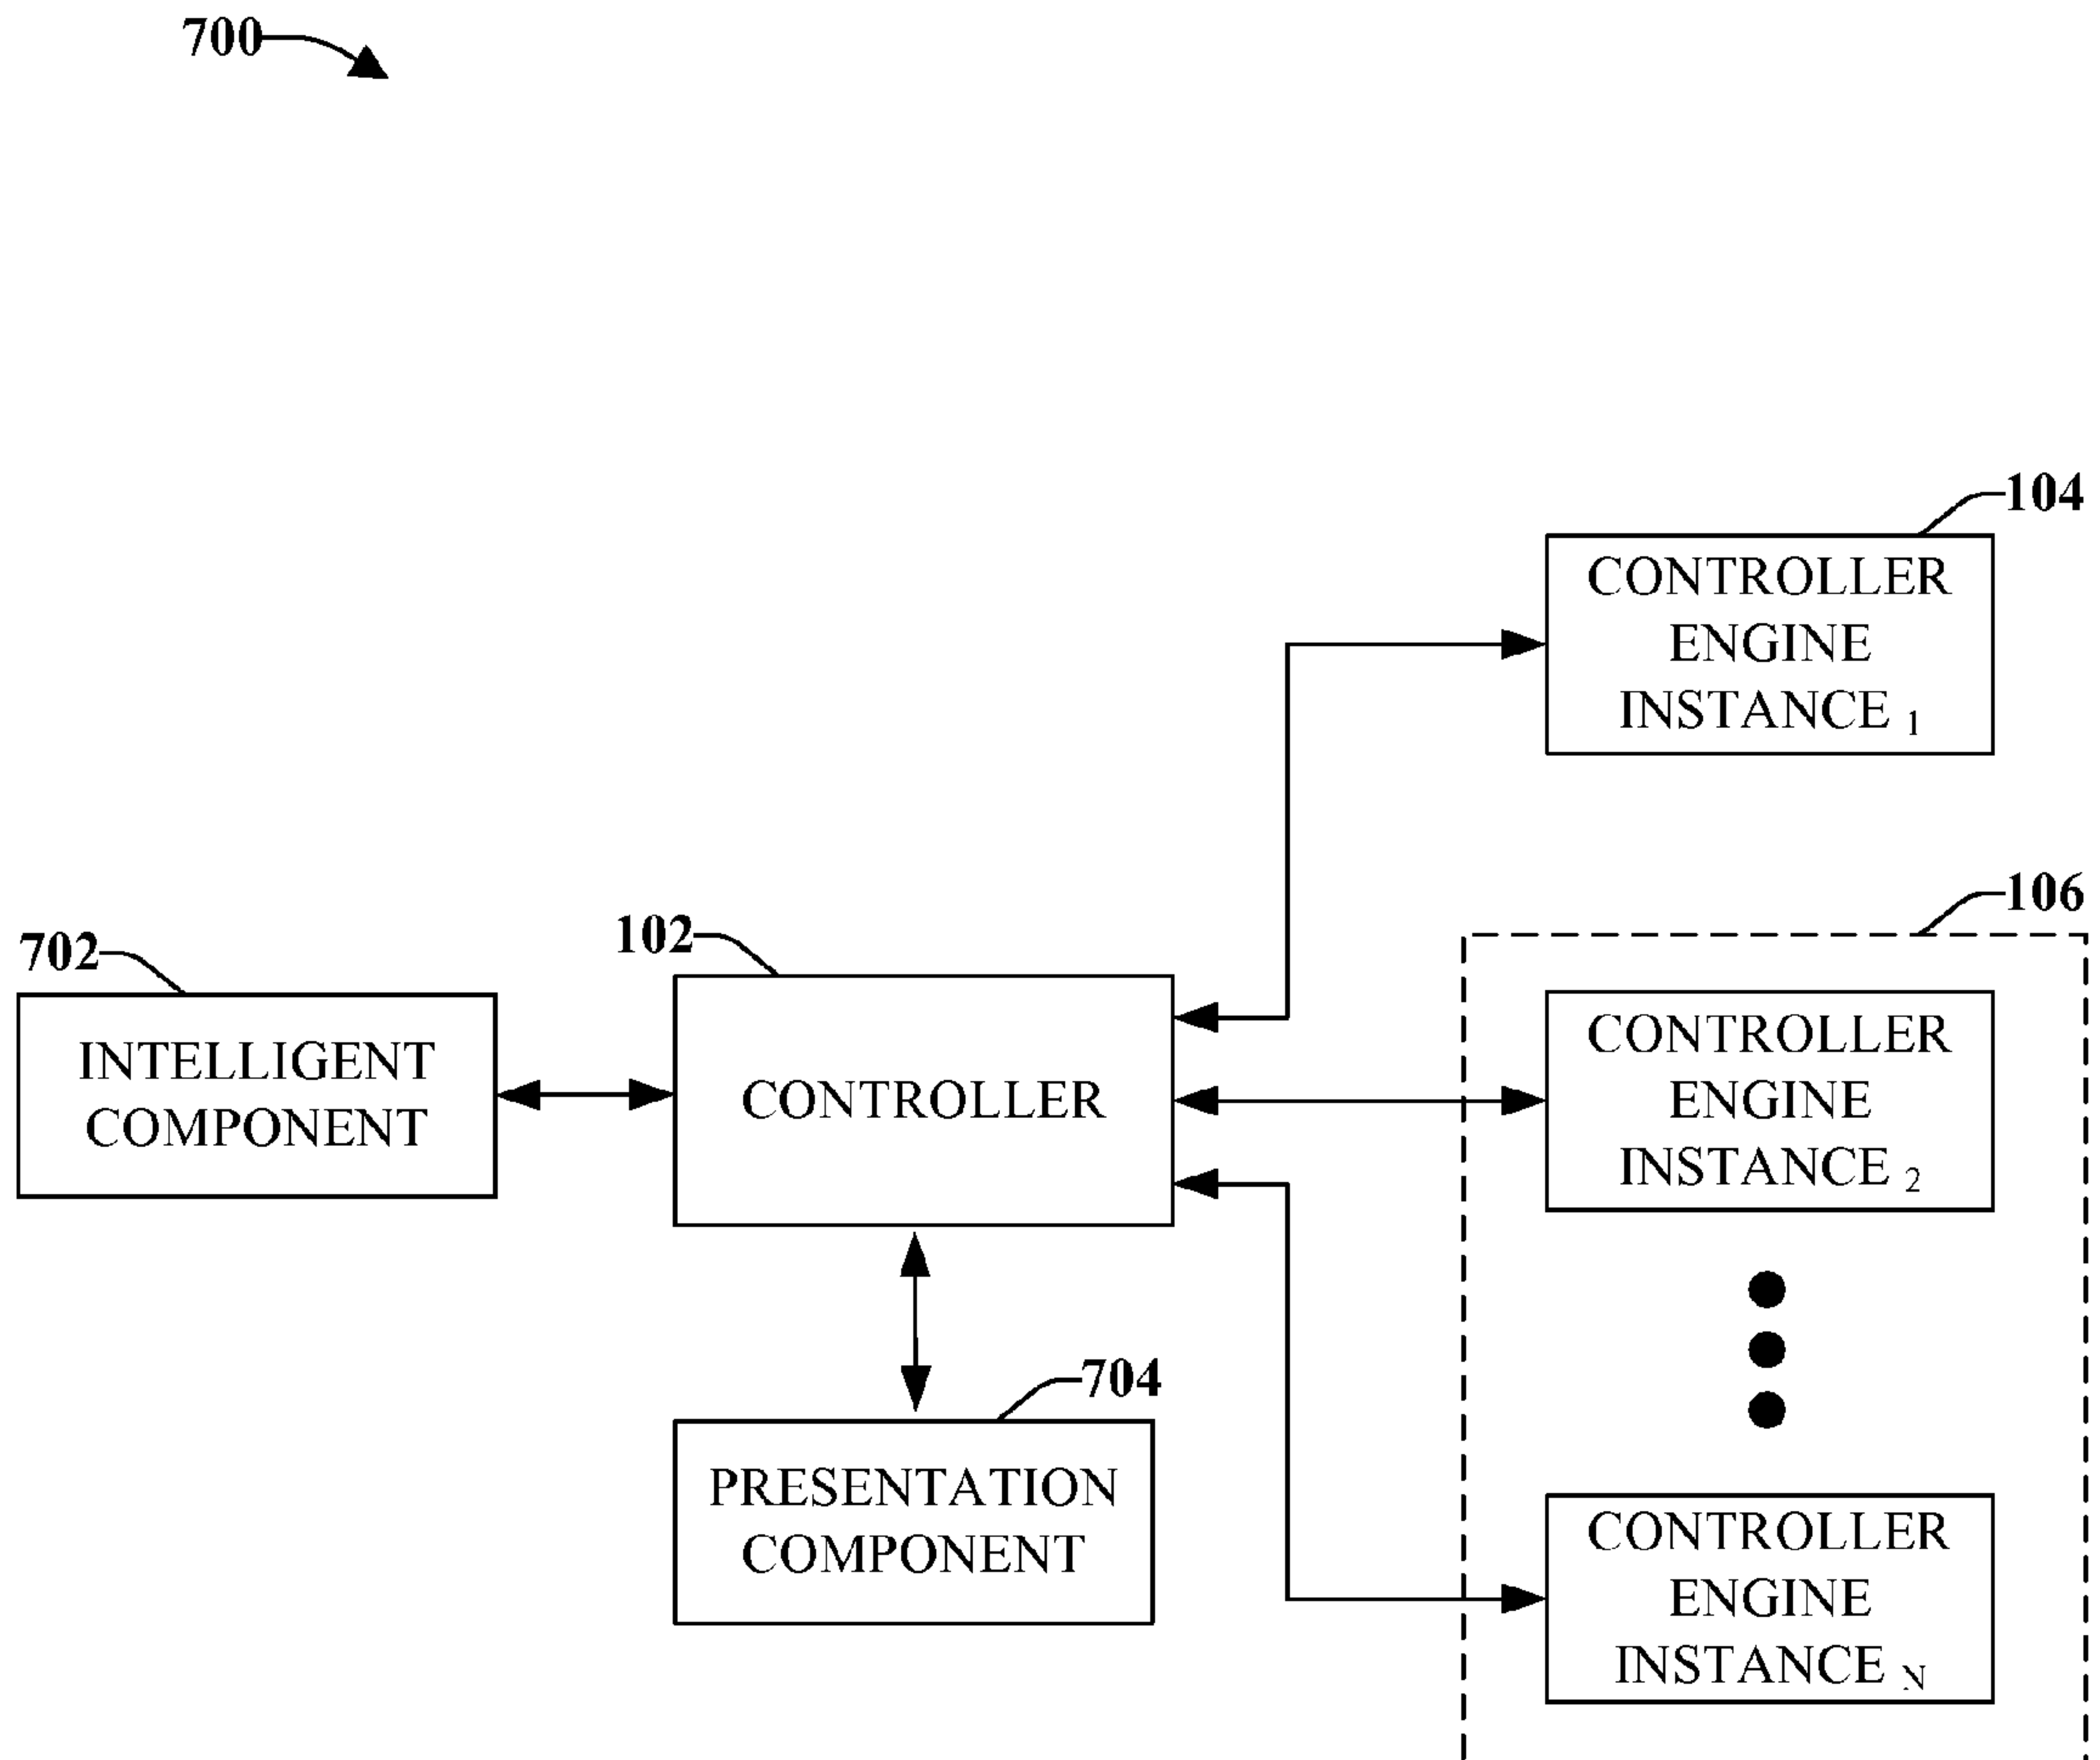 700
104
CONTROLLER
ENGINE
INSTANCE 1
106
702
102
INTELLIGENT
COMPONENT
CONTROLLER
CONTROLLER
ENGINE
INSTANCE 2
704
PRESENTATION
COMPONENT
CONTROLLER
ENGINE
INSTANCE N